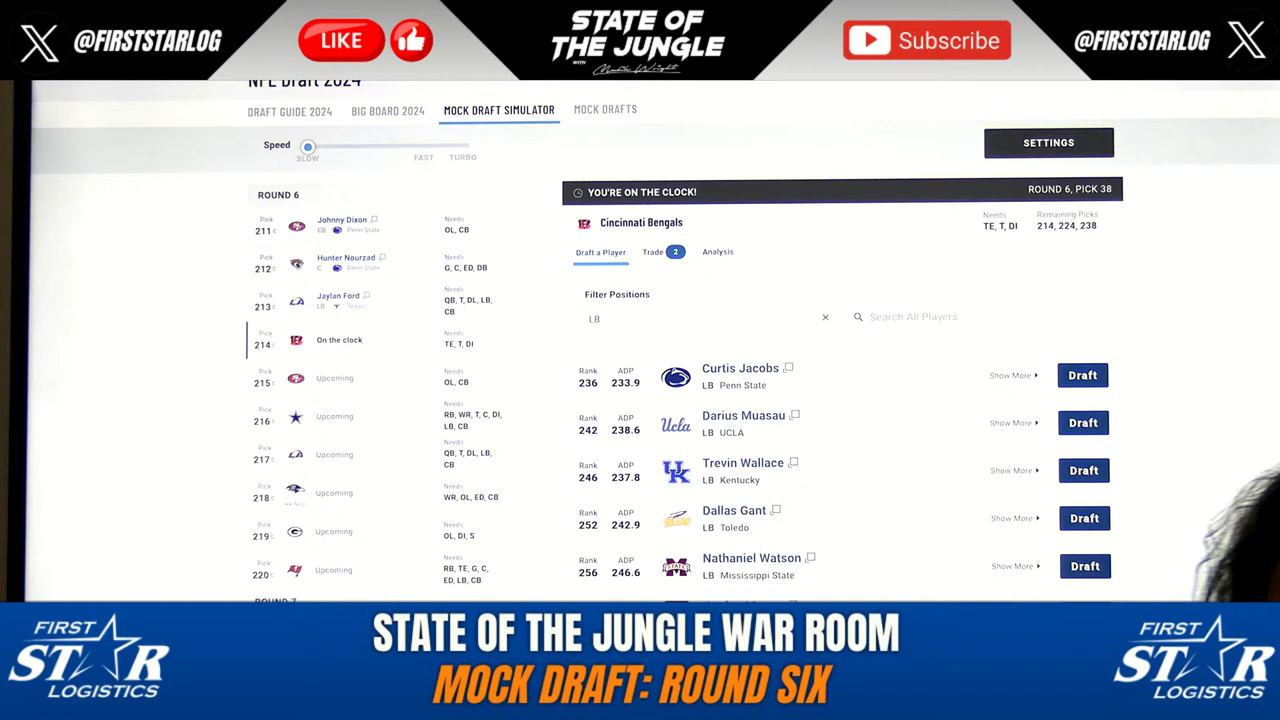 @FIRSTSTARLOG
LIKE
STATE OF
THE JUNGLE
WITH
Subscribe
@FIRSTSTARLOG
NFL Draft 2024
DRAFT GUIDE 2024
BIG BOARD 2024
MOCK DRAFT SIMULATOR
MOCK DRAFTS
Speed
SLOW
FAST
TURBO
SETTINGS
ROUND 6
Pick
211
Johnny Dixon
CB Penn State
Needs
OL, CB
Pick
212
Hunter Nourzad
C Penn State
Needs
G, C, ED, DB
Pick
213
Jaylan Ford
LB Texas
Needs
QB, T, DL, LB,
CB
Pick
214
On the clock
Needs
TE, T, DI
Pick
215
Upcoming
Needs
OL, CB
Pick
216
Upcoming
Needs
RB, WR, T, C, DI,
LB, CB
Pick
217
Upcoming
Needs
QB, T, DL, LB,
CB
Pick
218
Upcoming
Needs
WR, OL, ED, CB
Pick
219
Upcoming
Needs
OL, DI, S
Pick
220
Upcoming
Needs
RB, TE, G, C,
ED, LB, CB
ROUND 7
YOU'RE ON THE CLOCK!
ROUND 6, PICK 38
Cincinnati Bengals
Needs
TE, T, DI
Remaining Picks
214, 224, 238
Draft a Player
Trade 2
Analysis
Filter Positions
LB
Search All Players
Rank
236
ADP
233.9
Curtis Jacobs
LB Penn State
Show More
Draft
Rank
242
ADP
238.6
Ucla
Darius Muasau
LB UCLA
Show More
Draft
Rank
246
ADP
237.8
UK
Trevin Wallace
LB Kentucky
Show More
Draft
Rank
252
ADP
242.9
Dallas Gant
LB Toledo
Show More
Draft
Rank
256
ADP
246.6
Nathaniel Watson
LB Mississippi State
Show More
Draft
FIRST
STAR
LOGISTICS
STATE OF THE JUNGLE WAR ROOM
MOCK DRAFT: ROUND SIX
FIRST
STAR
LOGISTICS